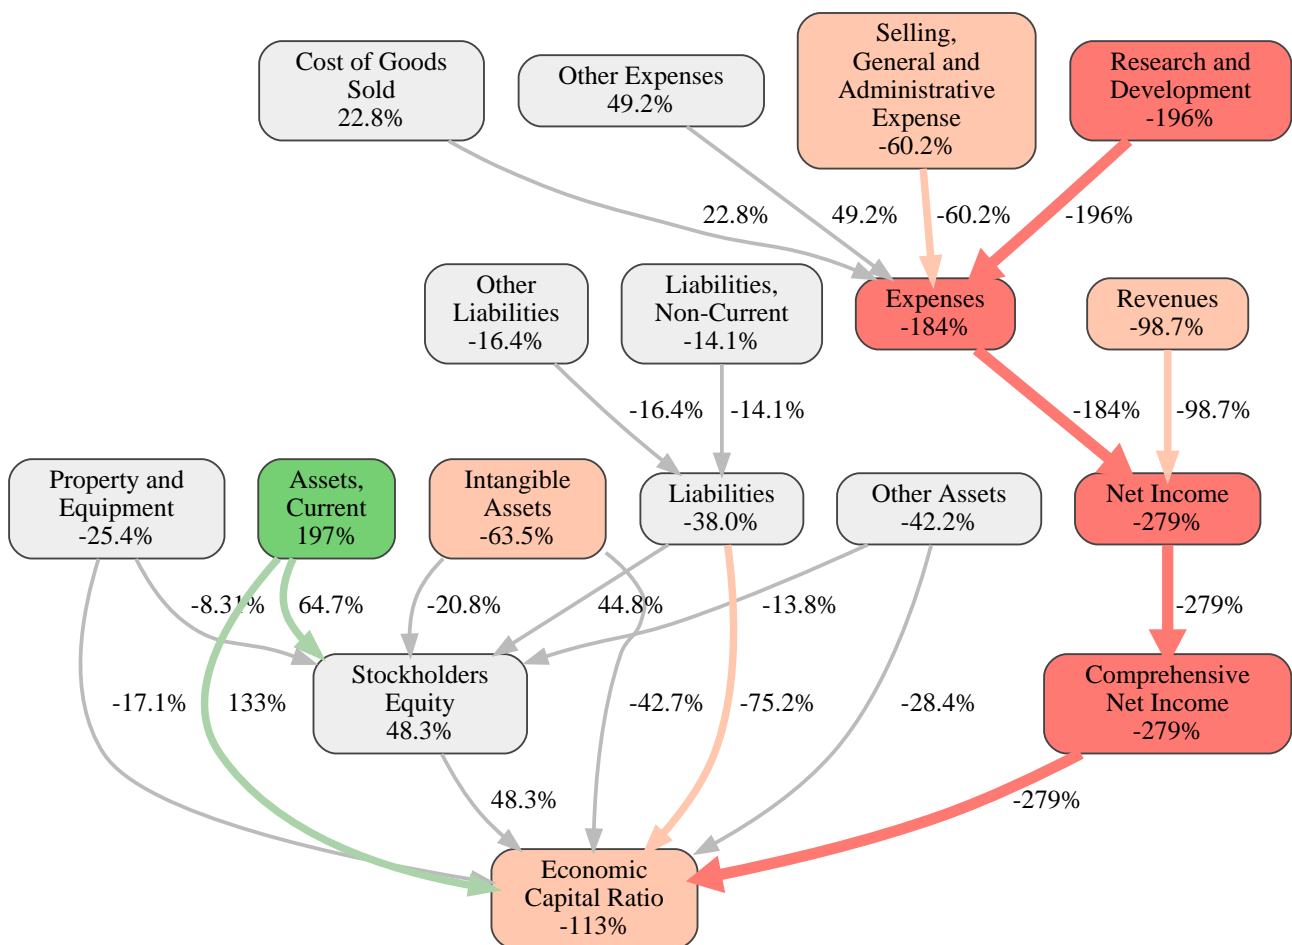 Cost of Goods
Sold
22.8%
Other Expenses
49.2%
Selling,
General and
Administrative
Expense
-60.2%
Research and
Development
-196%
22.8%
49.2%
-60.2%
-196%
Other
Liabilities
-16.4%
Liabilities,
Non-Current
-14.1%
Expenses
-184%
Revenues
-98.7%
-16.4%
-14.1%
-184%
-98.7%
Property and
Equipment
-25.4%
Assets,
Current
197%
Intangible
Assets
-63.5%
Liabilities
-38.0%
Other Assets
-42.2%
Net Income
-279%
-8.31%
64.7%
-20.8%
44.8%
-13.8%
-279%
Stockholders
Equity
48.3%
Comprehensive
Net Income
-279%
-17.1%
133%
-42.7%
-75.2%
-28.4%
48.3%
-279%
Economic
Capital Ratio
-113%